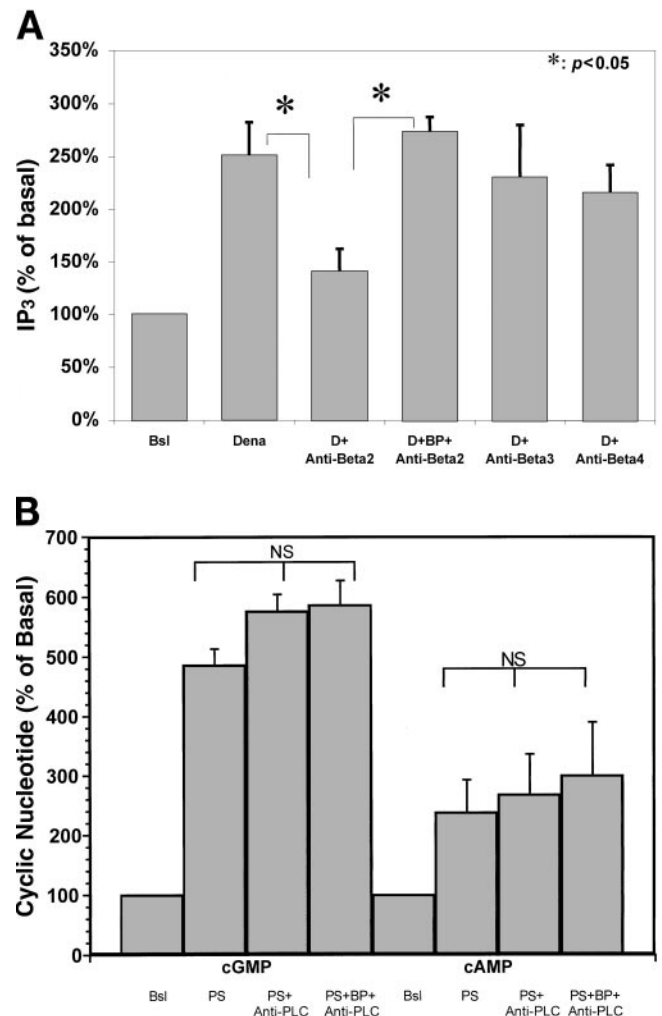 A
350%
300%
250%
200%
150%
100%
50%
0%
IP3 (% of basal)
*: p<0.05
*
*
Bsl
Dena
D+
Anti-Beta2
D+BP+
Anti-Beta2
D+
Anti-Beta3
D+
Anti-Beta4
B
700
600
500
400
300
200
100
0
Cyclic Nucleotide (% of Basal)
NS
NS
cGMP
cAMP
Bsl
PS
PS+
Anti-PLC
PS+BP+
Anti-PLC
Bsl
PS
PS+
Anti-PLC
PS+BP+
Anti-PLC